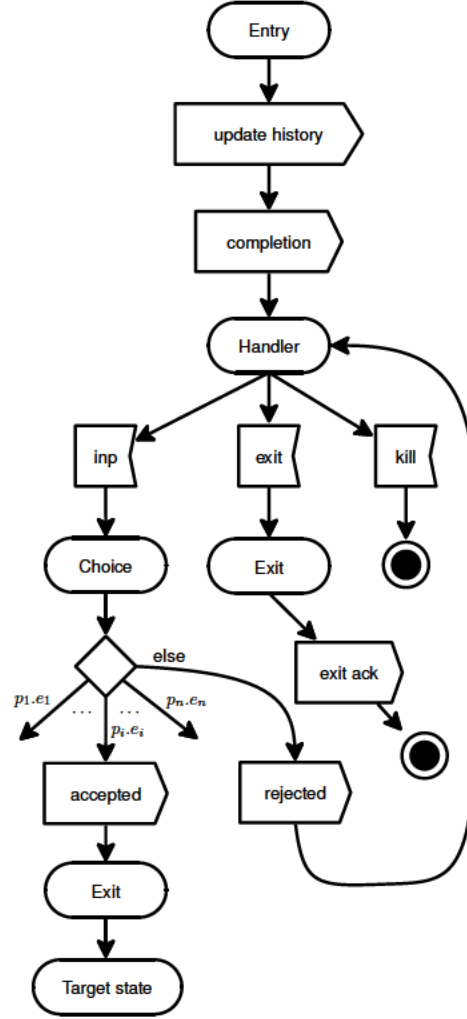 Entry
update history
completion
Handler
inp
exit
kill
Choice
Exit
else
exit ack
p₁.e₁
... ...
pₙ.eₙ
pᵢ.eᵢ
accepted
rejected
Exit
Target state